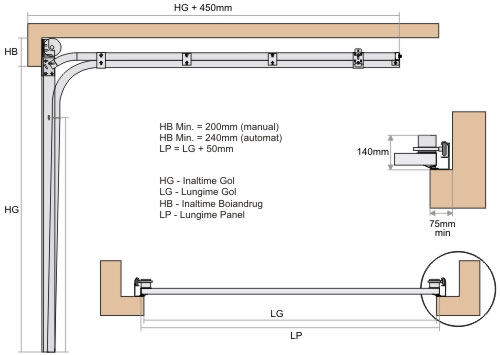 HG + 450mm
HB
HB Min. = 200mm (manual)
HB Min. = 240mm (automat)
LP = LG + 50mm
140mm
HG - Inaltime Gol
LG - Lungime Gol
HB - Inaltime Boiandrug
LP - Lungime Panel
HG
75mm
min
LG
LP